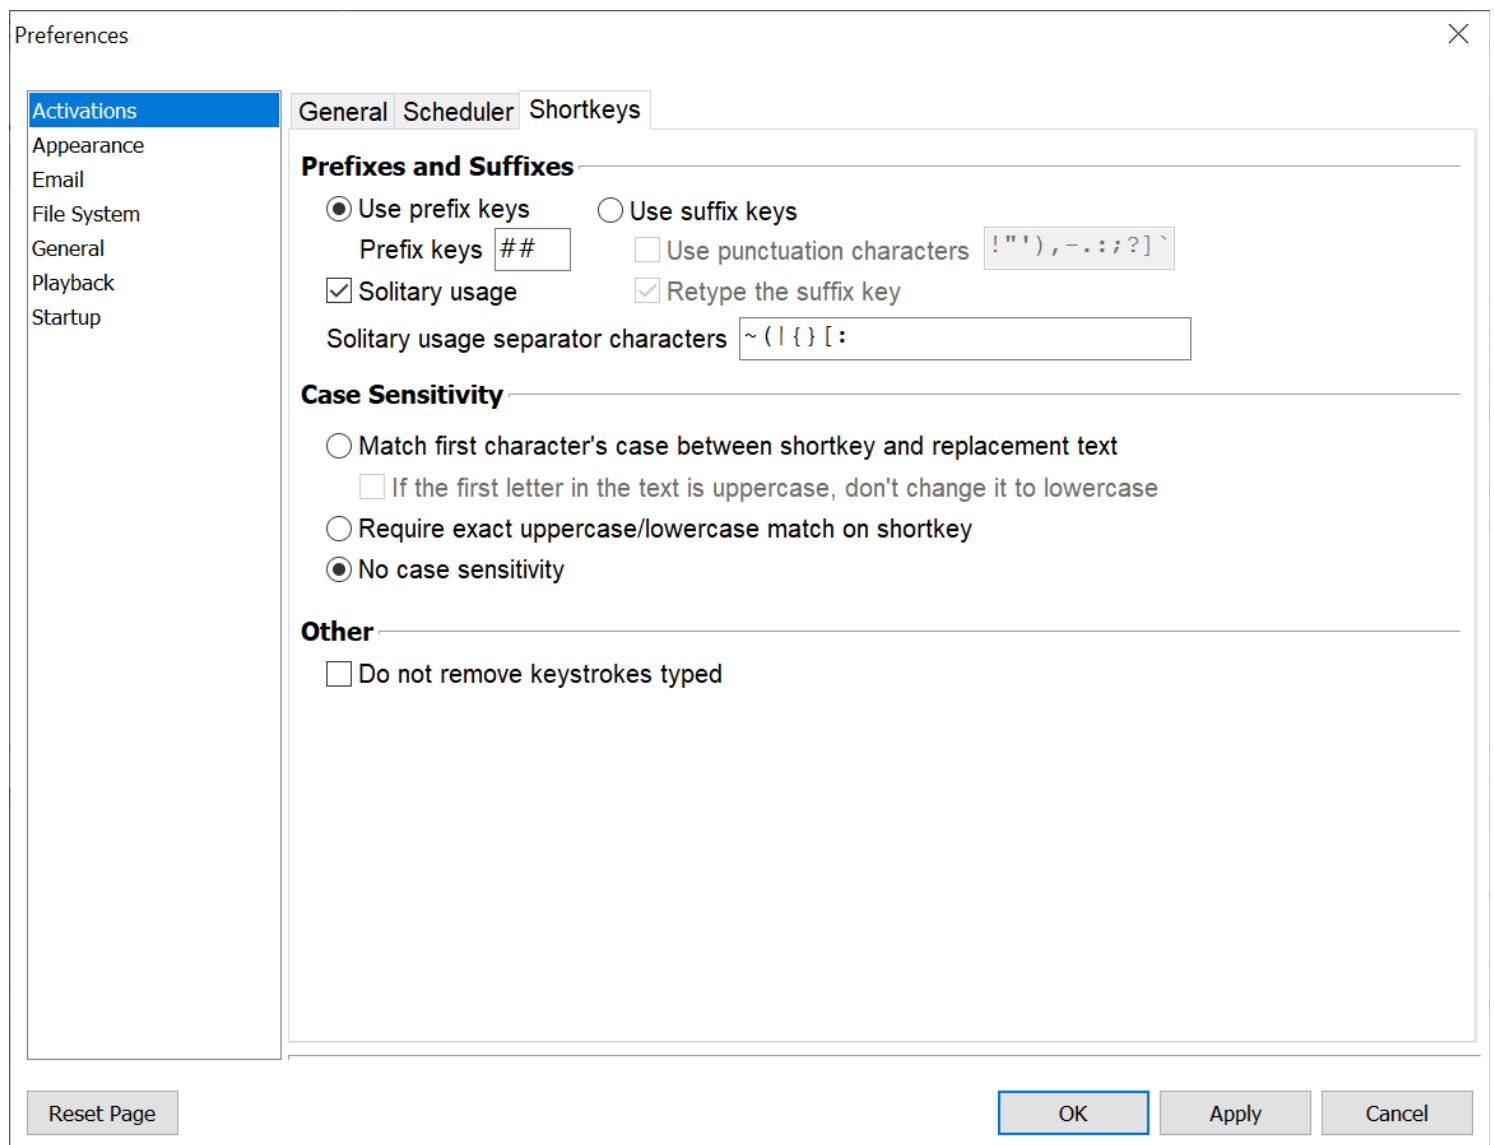 Preferences
Activations
Appearance
Email
File System
General
Playback
Startup
General Scheduler Shortkeys
Prefixes and Suffixes
Use prefix keys Use suffix keys
Prefix keys ## Use punctuation characters !"'),-.:;?]`
Solitary usage Retype the suffix key
Solitary usage separator characters ~(|{}[:
Case Sensitivity
Match first character's case between shortkey and replacement text
If the first letter in the text is uppercase, don't change it to lowercase
Require exact uppercase/lowercase match on shortkey
No case sensitivity
Other
Do not remove keystrokes typed
Reset Page OK Apply Cancel